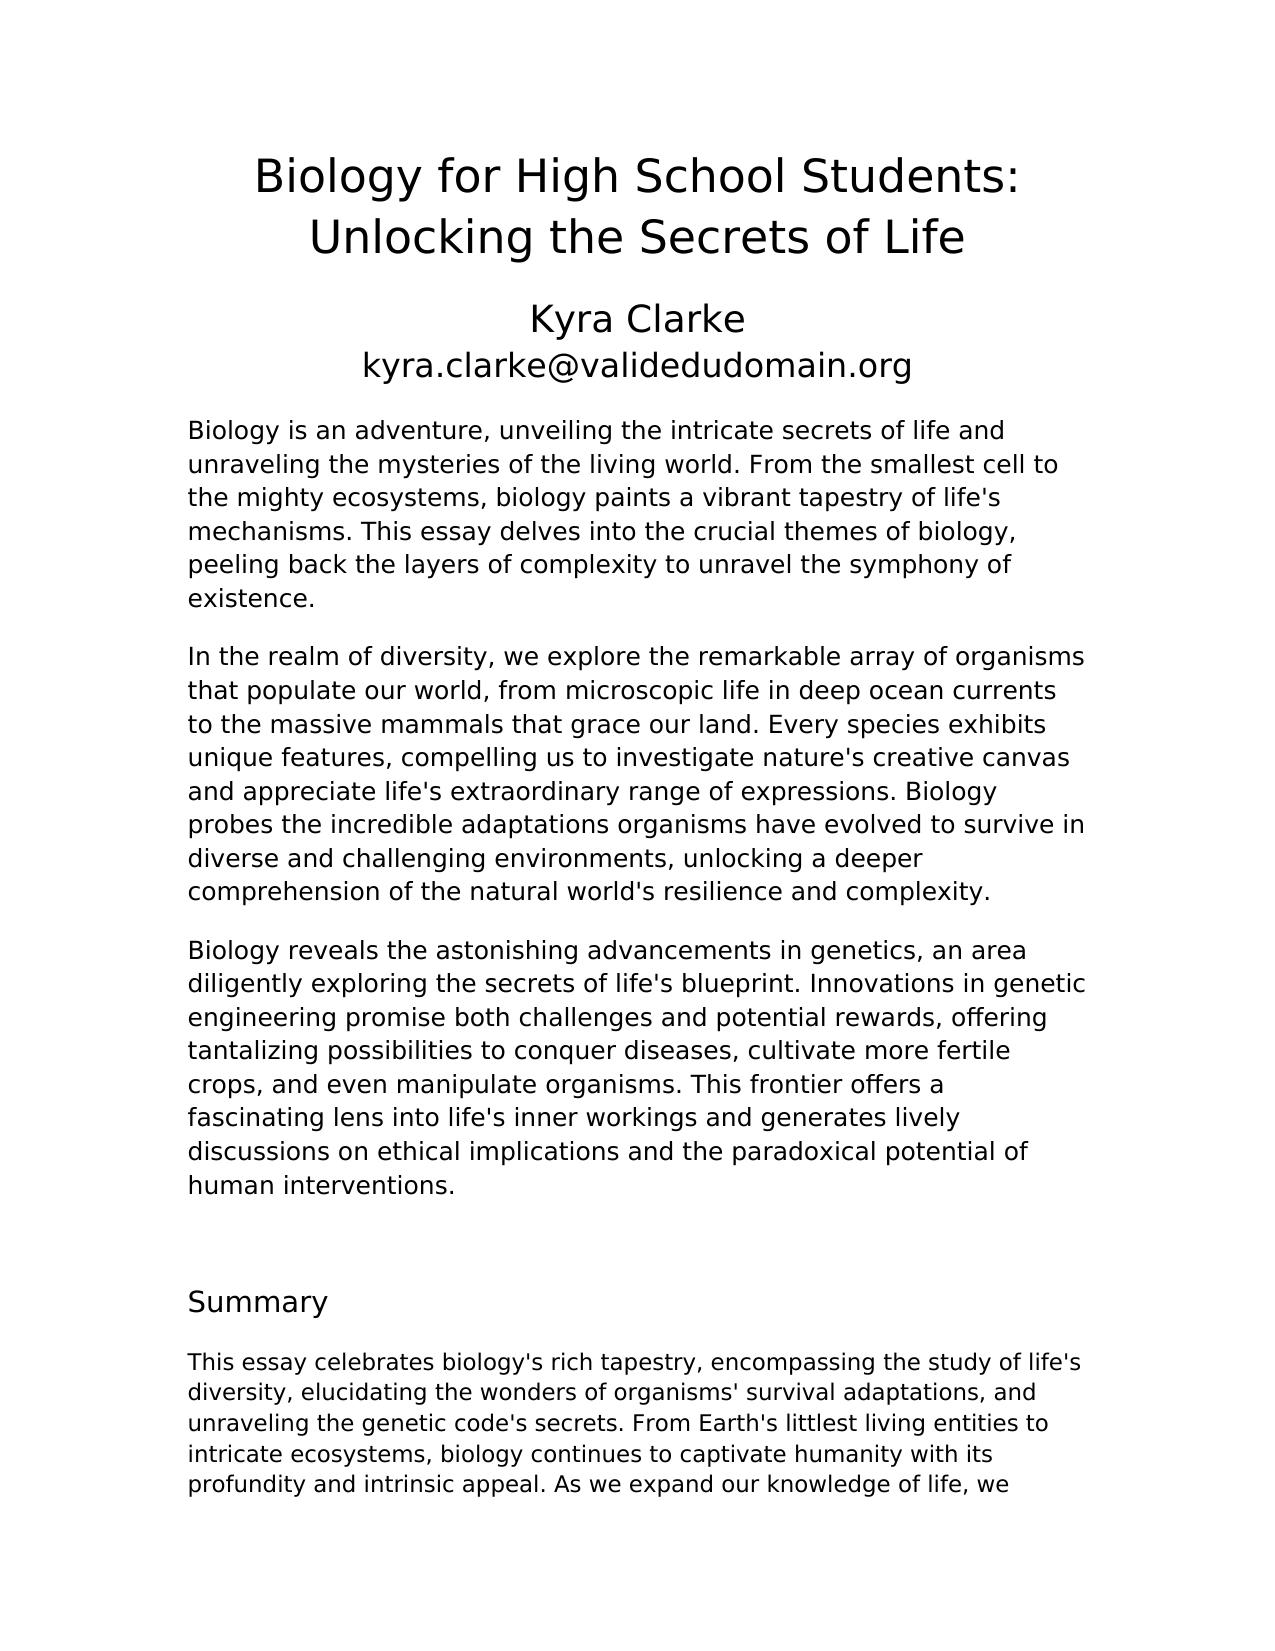 Biology for High School Students:
Unlocking the Secrets of Life
Kyra Clarke
kyra.clarke@validedudomain.org
Biology is an adventure, unveiling the intricate secrets of life and
unraveling the mysteries of the living world. From the smallest cell to
the mighty ecosystems, biology paints a vibrant tapestry of life's
mechanisms. This essay delves into the crucial themes of biology,
peeling back the layers of complexity to unravel the symphony of
existence.
In the realm of diversity, we explore the remarkable array of organisms
that populate our world, from microscopic life in deep ocean currents
to the massive mammals that grace our land. Every species exhibits
unique features, compelling us to investigate nature's creative canvas
and appreciate life's extraordinary range of expressions. Biology
probes the incredible adaptations organisms have evolved to survive in
diverse and challenging environments, unlocking a deeper
comprehension of the natural world's resilience and complexity.
Biology reveals the astonishing advancements in genetics, an area
diligently exploring the secrets of life's blueprint. Innovations in genetic
engineering promise both challenges and potential rewards, offering
tantalizing possibilities to conquer diseases, cultivate more fertile
crops, and even manipulate organisms. This frontier offers a
fascinating lens into life's inner workings and generates lively
discussions on ethical implications and the paradoxical potential of
human interventions.
Summary
This essay celebrates biology's rich tapestry, encompassing the study of life's
diversity, elucidating the wonders of organisms' survival adaptations, and
unraveling the genetic code's secrets. From Earth's littlest living entities to
intricate ecosystems, biology continues to captivate humanity with its
profundity and intrinsic appeal. As we expand our knowledge of life, we